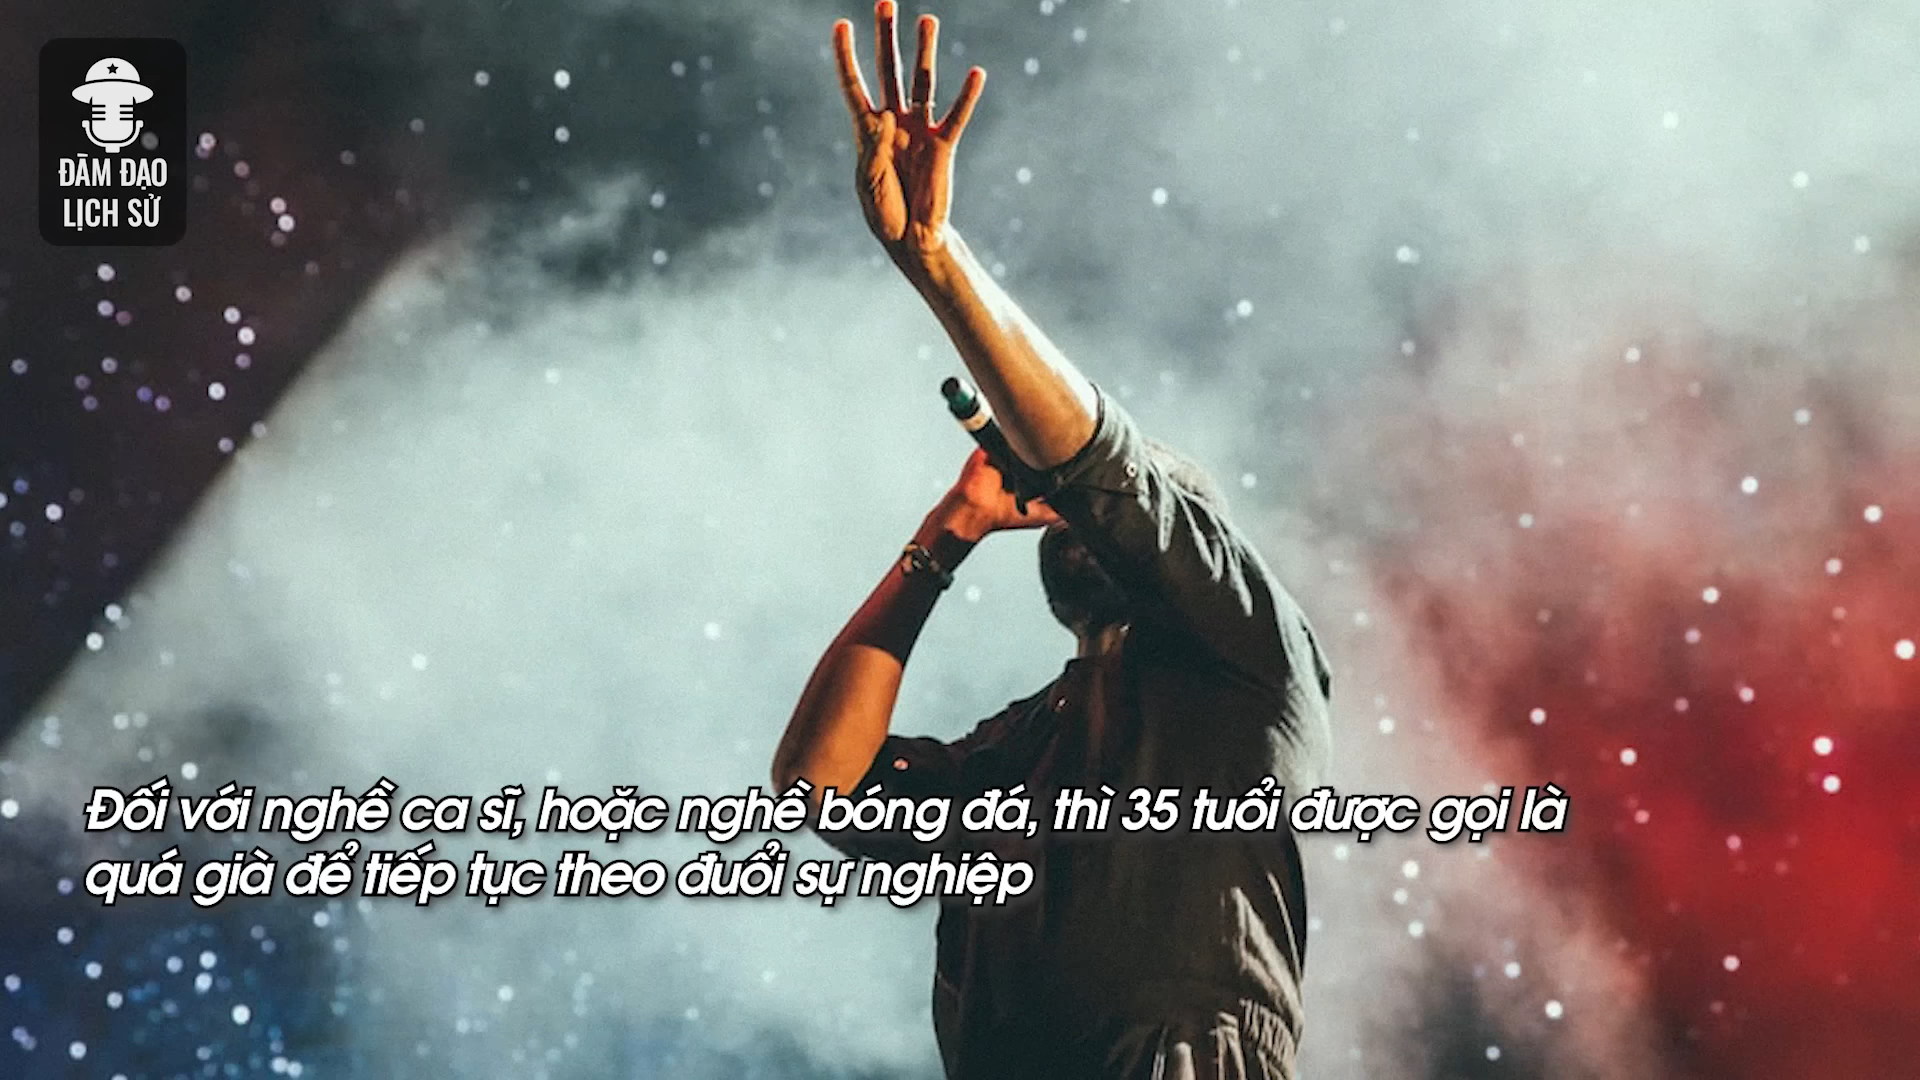 ĐÀM ĐẠO
LỊCH SỬ
Đối với nghề ca sĩ, hoặc nghề bóng đá, thì 35 tuổi được gọi là
quá già để tiếp tục theo đuổi sự nghiệp